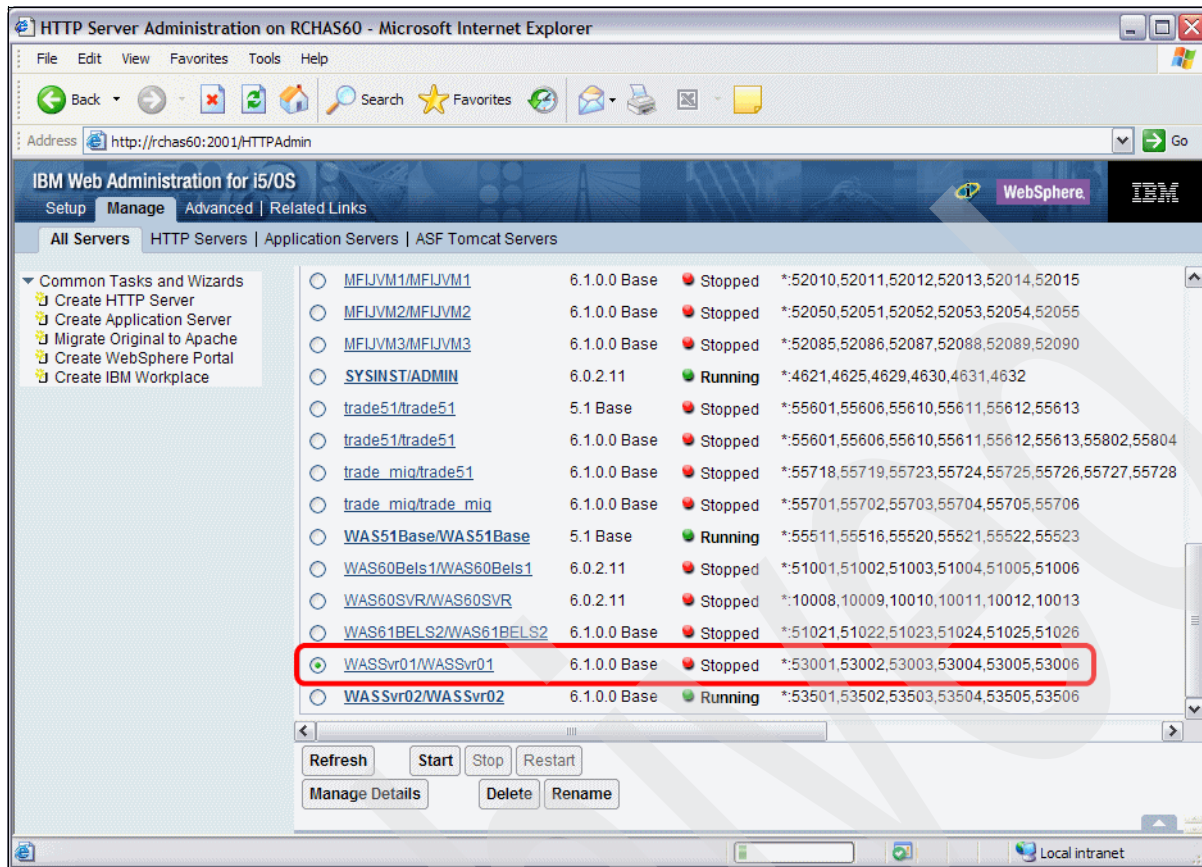 HTTP Server Administration on RCHAS60 - Microsoft Internet Explorer
File Edit View Favorites Tools Help
Back Search Favorites
Address http://rchas60:2001/HTTPAdmin Go
IBM Web Administration for i5/OS
WebSphere. IBM
Setup Manage Advanced | Related Links
All Servers HTTP Servers | Application Servers | ASF Tomcat Servers
Common Tasks and Wizards
Create HTTP Server
Create Application Server
Migrate Original to Apache
Create WebSphere Portal
Create IBM Workplace
MFIJVM1/MFIJVM1 6.1.0.0 Base Stopped *:52010,52011,52012,52013,52014,52015
MFIJVM2/MFIJVM2 6.1.0.0 Base Stopped *:52050,52051,52052,52053,52054,52055
MFIJVM3/MFIJVM3 6.1.0.0 Base Stopped *:52085,52086,52087,52088,52089,52090
SYSINST/ADMIN 6.0.2.11 Running *:4621,4625,4629,4630,4631,4632
trade51/trade51 5.1 Base Stopped *:55601,55606,55610,55611,55612,55613
trade51/trade51 6.1.0.0 Base Stopped *:55601,55606,55610,55611,55612,55613,55802,55804
trade_mig/trade51 6.1.0.0 Base Stopped *:55718,55719,55723,55724,55725,55726,55727,55728
trade_mig/trade_mig 6.1.0.0 Base Stopped *:55701,55702,55703,55704,55705,55706
WAS51Base/WAS51Base 5.1 Base Running *:55511,55516,55520,55521,55522,55523
WAS60Bels1/WAS60Bels1 6.0.2.11 Stopped *:51001,51002,51003,51004,51005,51006
WAS60SVR/WAS60SVR 6.0.2.11 Stopped *:10008,10009,10010,10011,10012,10013
WAS61BELS2/WAS61BELS2 6.1.0.0 Base Stopped *:51021,51022,51023,51024,51025,51026
WASSvr01/WASSvr01 6.1.0.0 Base Stopped *:53001,53002,53003,53004,53005,53006
WASSvr02/WASSvr02 6.1.0.0 Base Running *:53501,53502,53503,53504,53505,53506
Refresh Start Stop Restart
Manage Details Delete Rename
Local intranet